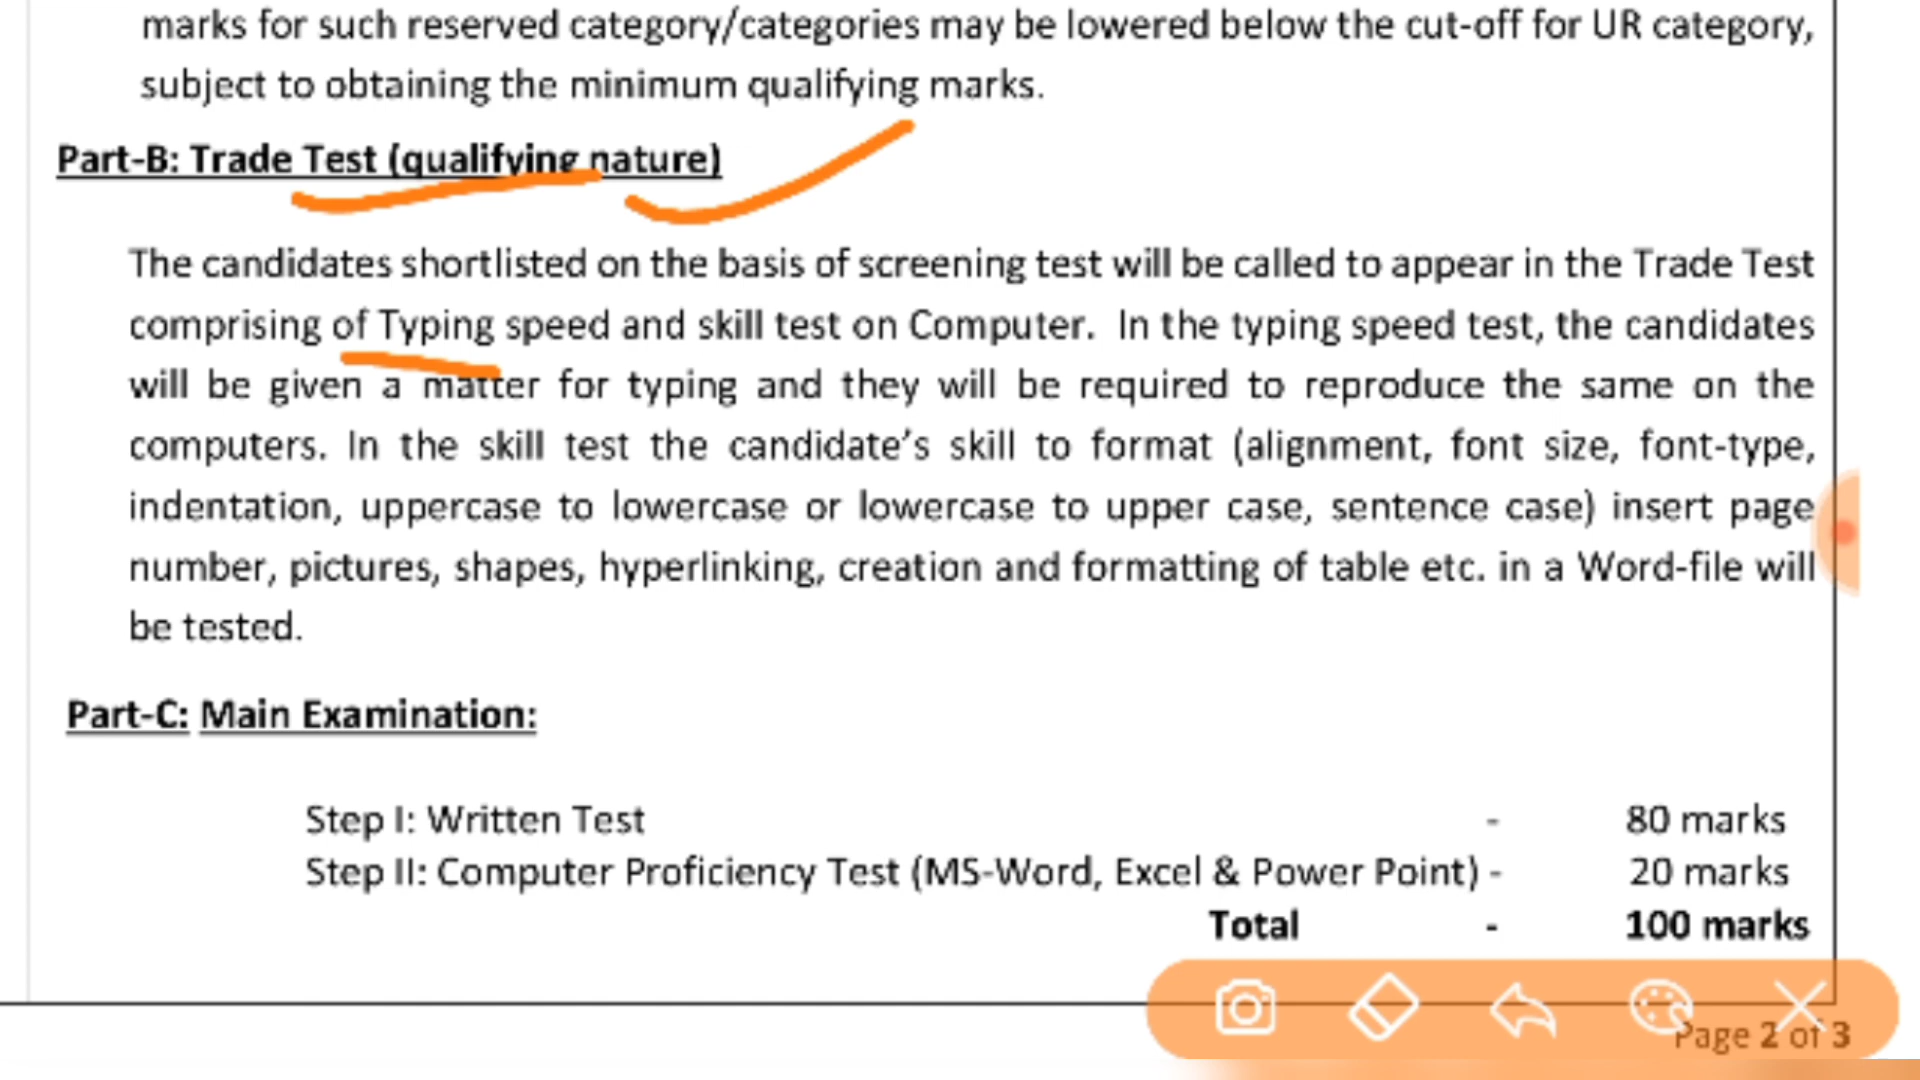 marks for such reserved category/categories may be lowered below the cut-off for UR category,
subject to obtaining the minimum qualifying marks.
Part-B: Trade Test (qualifying nature)
The candidates shortlisted on the basis of screening test will be called to appear in the Trade Test
comprising of Typing speed and skill test on Computer. In the typing speed test, the candidates
will be given a matter for typing and they will be required to reproduce the same on the
computers. In the skill test the candidate's skill to format (alignment, font size, font-type,
indentation, uppercase to lowercase or lowercase to upper case, sentence case) insert page
number, pictures, shapes, hyperlinking, creation and formatting of table etc. in a Word-file will
be tested.
Part-C: Main Examination:
Step I: Written Test - 80 marks
Step II: Computer Proficiency Test (MS-Word, Excel & Power Point) - 20 marks
Total - 100 marks
Page 2 of 3